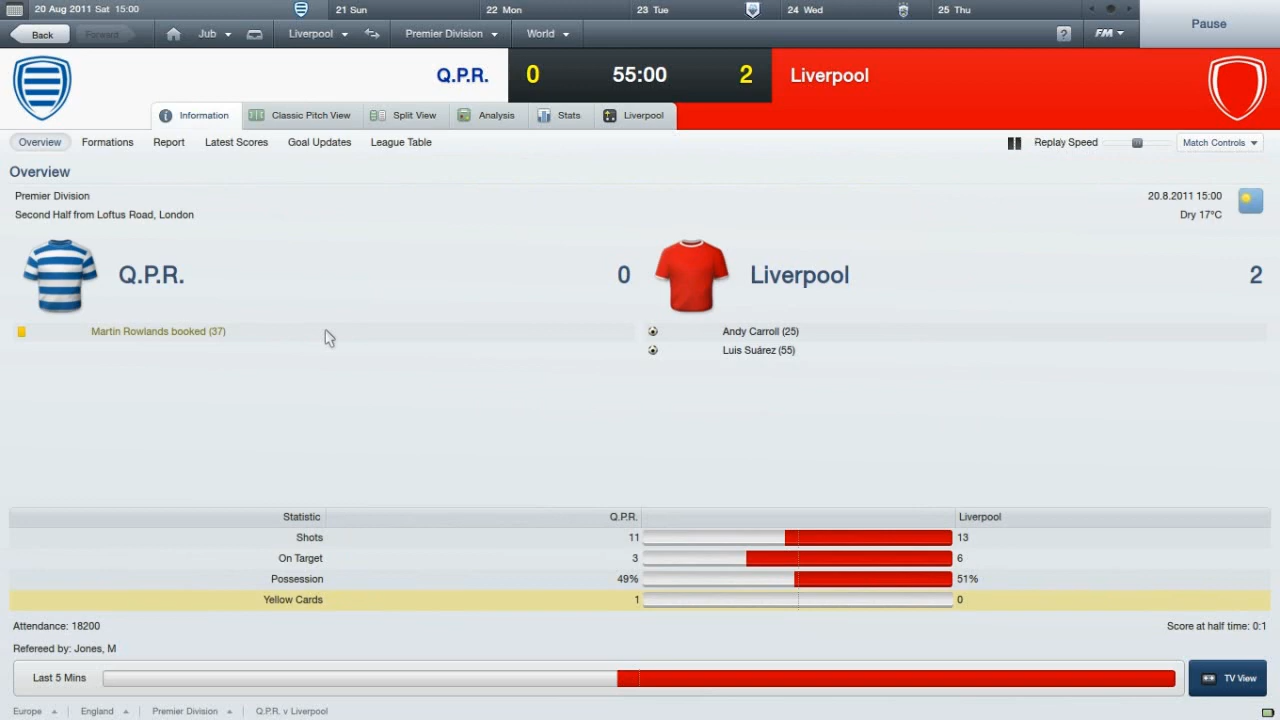 20 Aug 2011 Sat 15:00 21 Sun 22 Mon 23 Tue 24 Wed 25 Thu
Pause
Back Forward Jub Liverpool Premier Division World ? FM
Q.P.R. 0 55:00 2 Liverpool
Information Classic Pitch View Split View Analysis Stats Liverpool
Overview Formations Report Latest Scores Goal Updates League Table Replay Speed Match Controls
Overview
Premier Division 20.8.2011 15:00
Second Half from Loftus Road, London Dry 17°C
Q.P.R. 0 Liverpool 2
Martin Rowlands booked (37) Andy Carroll (25)
Luis Suárez (55)
Statistic Q.P.R. Liverpool
Shots 11 13
On Target 3 6
Possession 49% 51%
Yellow Cards 1 0
Attendance: 18200 Score at half time: 0:1
Refereed by: Jones, M
Last 5 Mins TV View
Europe England Premier Division Q.P.R. v Liverpool